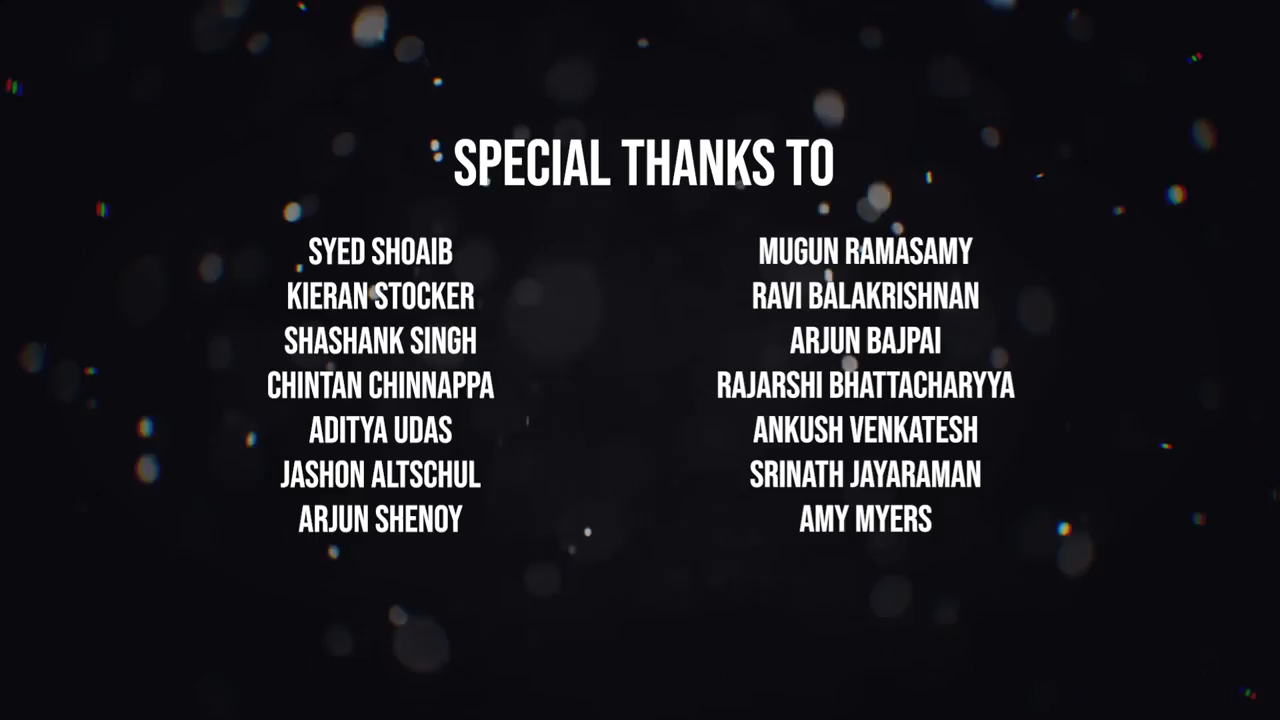 SPECIAL THANKS TO
SYED SHOAIB
KIERAN STOCKER
SHASHANK SINGH
CHINTAN CHINNAPPA
ADITYA UDAS
JASHON ALTSCHUL
ARJUN SHENOY
MUGUN RAMASAMY
RAVI BALAKRISHNAN
ARJUN BAJPAI
RAJARSHI BHATTACHARYYA
ANKUSH VENKATESH
SRINATH JAYARAMAN
AMY MYERS